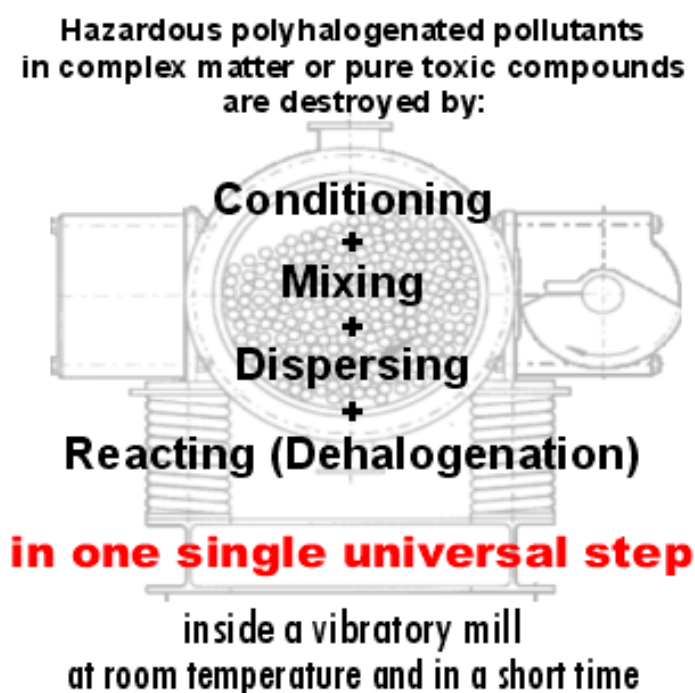 Hazardous polyhalogenated pollutants
in complex matter or pure toxic compounds
are destroyed by:
Conditioning
+
Mixing
+
Dispersing
+
Reacting (Dehalogenation)
in one single universal step
inside a vibratory mill
at room temperature and in a short time